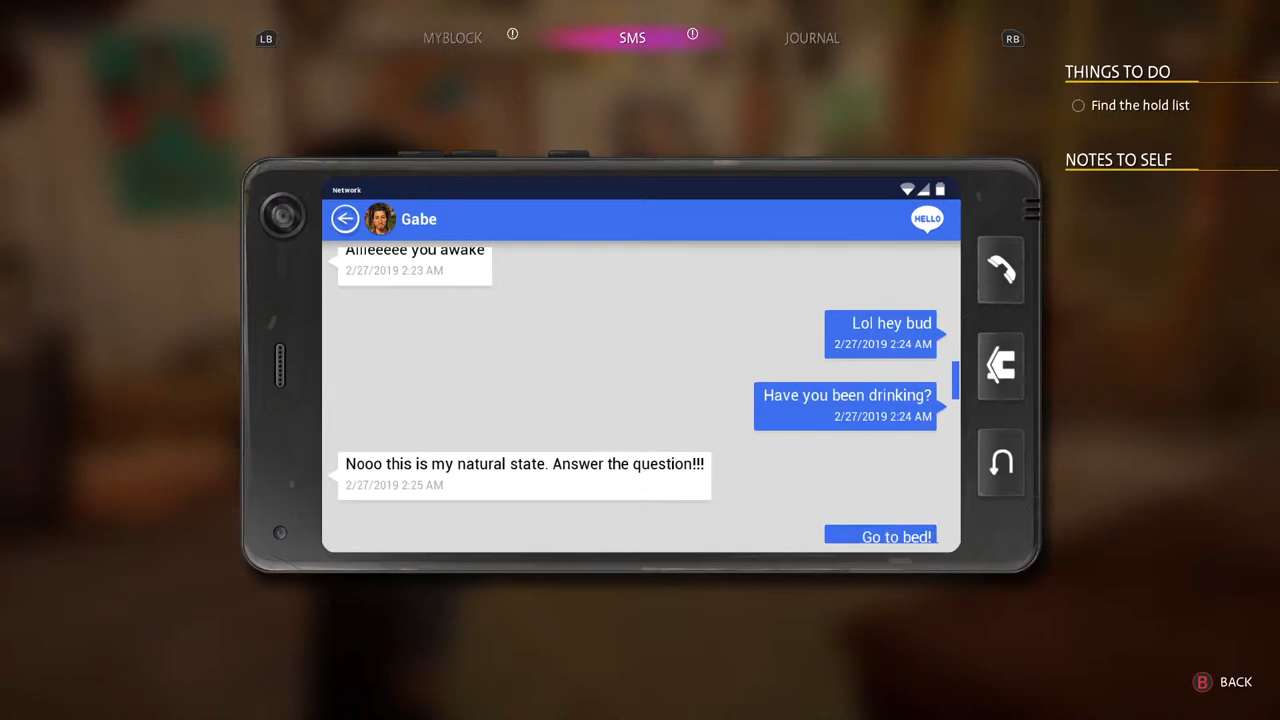 LB
MYBLOCK
SMS
JOURNAL
RB
THINGS TO DO
Find the hold list
NOTES TO SELF
Network
Gabe
HELLO
you awake
2/27/2019 2:23 AM
Lol hey bud
2/27/2019 2:24 AM
Have you been drinking?
2/27/2019 2:24 AM
Nooo this is my natural state. Answer the question!!!
2/27/2019 2:25 AM
Go to bed!
B BACK